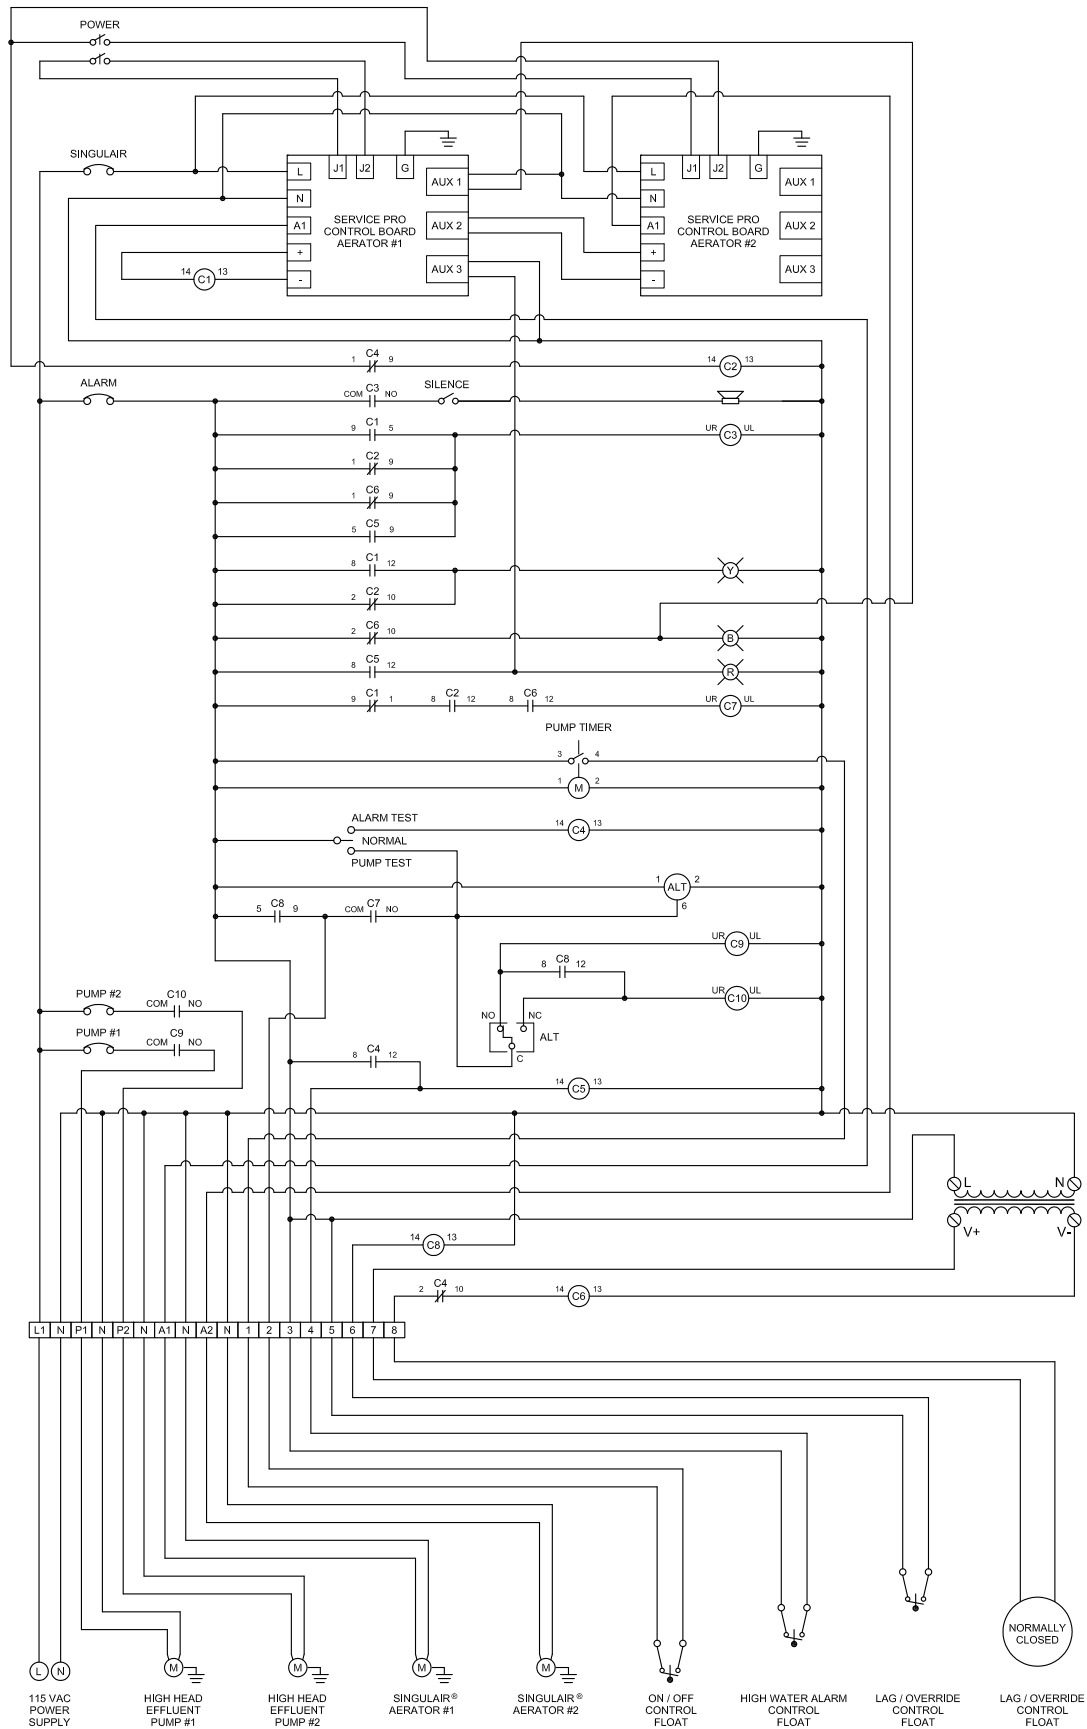 POWER
SINGULAIR
L
N
A1
+
-
J1
J2
G
AUX 1
AUX 2
AUX 3
SERVICE PRO
CONTROL BOARD
AERATOR #1
L
N
A1
+
-
J1
J2
G
AUX 1
AUX 2
AUX 3
SERVICE PRO
CONTROL BOARD
AERATOR #2
14 C1 13
1 C4 9
14 C2 13
ALARM
COM C3 NO
SILENCE
9 C1 5
UR C3 UL
1 C2 9
1 C6 9
5 C5 9
8 C1 12
Y
2 C2 10
2 C6 10
B
8 C5 12
R
9 C1 1
8 C2 12
8 C6 12
UR C7 UL
PUMP TIMER
3 4
1 M 2
ALARM TEST
NORMAL
PUMP TEST
14 C4 13
1 ALT 2
6
5 C8 9
COM C7 NO
UR C9 UL
8 C8 12
UR C10 UL
NO NC
ALT
C
PUMP #2
COM C10 NO
PUMP #1
COM C9 NO
8 C4 12
14 C5 13
L N
V+ V-
14 C8 13
2 C4 10
14 C6 13
L1 N P1 N P2 N A1 N A2 N 1 2 3 4 5 6 7 8
NORMALLY
CLOSED
L N
M
M
M
M
115 VAC
POWER
SUPPLY
HIGH HEAD
EFFLUENT
PUMP #1
HIGH HEAD
EFFLUENT
PUMP #2
SINGULAIR®
AERATOR #1
SINGULAIR®
AERATOR #2
ON / OFF
CONTROL
FLOAT
HIGH WATER ALARM
CONTROL
FLOAT
LAG / OVERRIDE
CONTROL
FLOAT
LAG / OVERRIDE
CONTROL
FLOAT